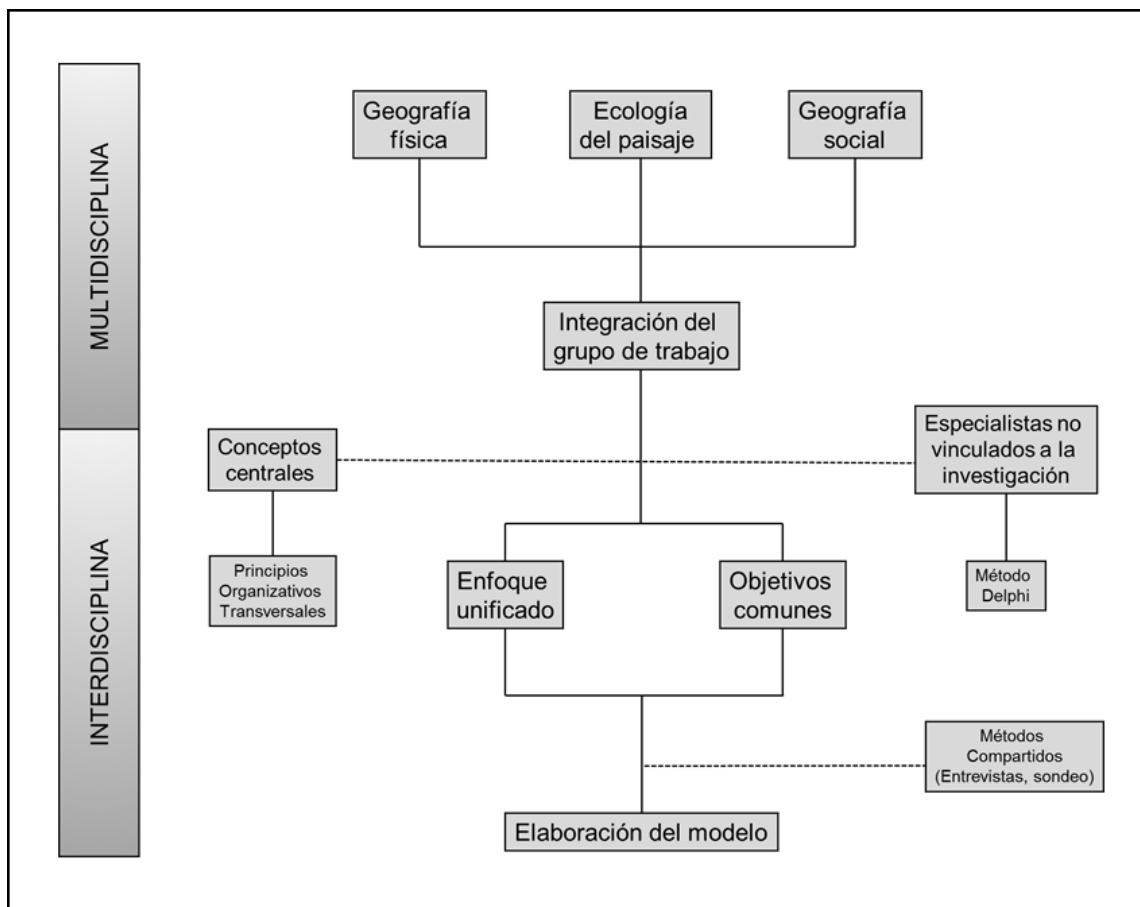 MULTIDISCIPLINA
Geografía
física
Ecología
del paisaje
Geografía
social
Integración del
grupo de trabajo
INTERDISCIPLINA
Conceptos
centrales
Especialistas no
vinculados a la
investigación
Principios
Organizativos
Transversales
Enfoque
unificado
Objetivos
comunes
Método
Delphi
Métodos
Compartidos
(Entrevistas, sondeo)
Elaboración del modelo